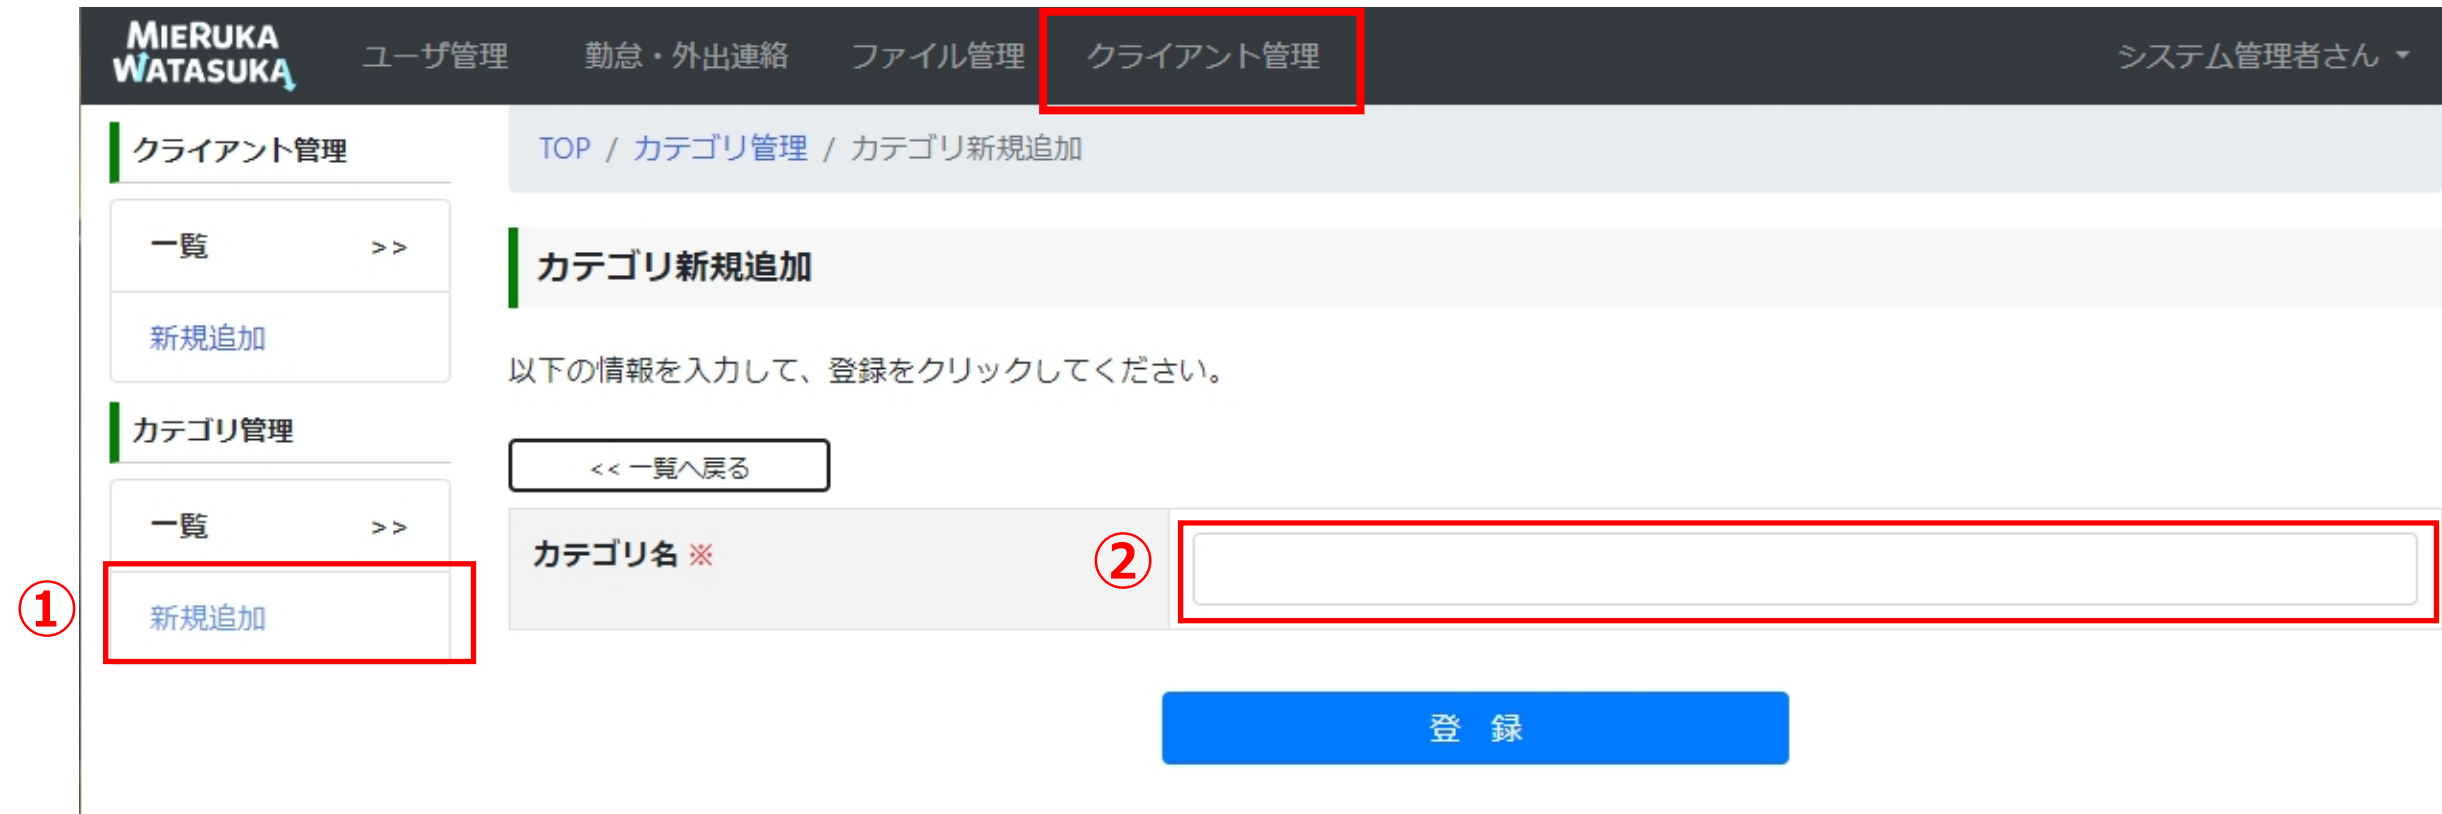 MIERUKA
WATASUKA
ユーザ管理 勤怠・外出連絡 ファイル管理 クライアント管理 システム管理者さん
クライアント管理
一覧 >>
新規追加
カテゴリ管理
一覧 >>
① 新規追加
TOP / カテゴリ管理 / カテゴリ新規追加
カテゴリ新規追加
以下の情報を入力して、登録をクリックしてください。
<< 一覧へ戻る
カテゴリ名 ※ ②
登 録